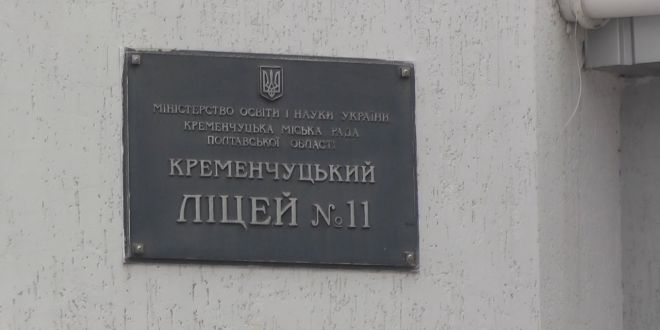 МІНІСТЕРСТВО ОСВІТИ І НАУКИ УКРАЇНИ
КРЕМЕНЧУЦЬКА МІСЬКА РАДА
ПОЛТАВСЬКОЇ ОБЛАСТІ
КРЕМЕНЧУЦЬКИЙ
ЛІЦЕЙ №11